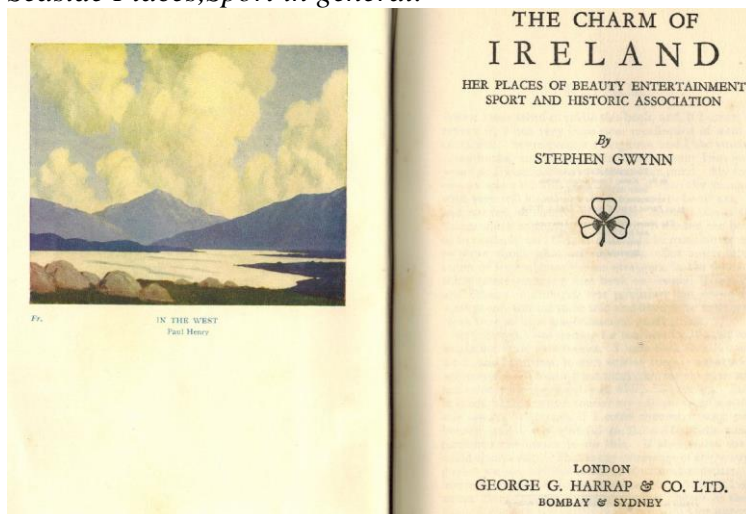 Seaside Places,Sport in general.
Fr.
IN THE WEST
Paul Henry
THE CHARM OF
IRELAND
HER PLACES OF BEAUTY ENTERTAINMENT
SPORT AND HISTORIC ASSOCIATION
By
STEPHEN GWYNN
LONDON
GEORGE G. HARRAP & CO. LTD.
BOMBAY & SYDNEY